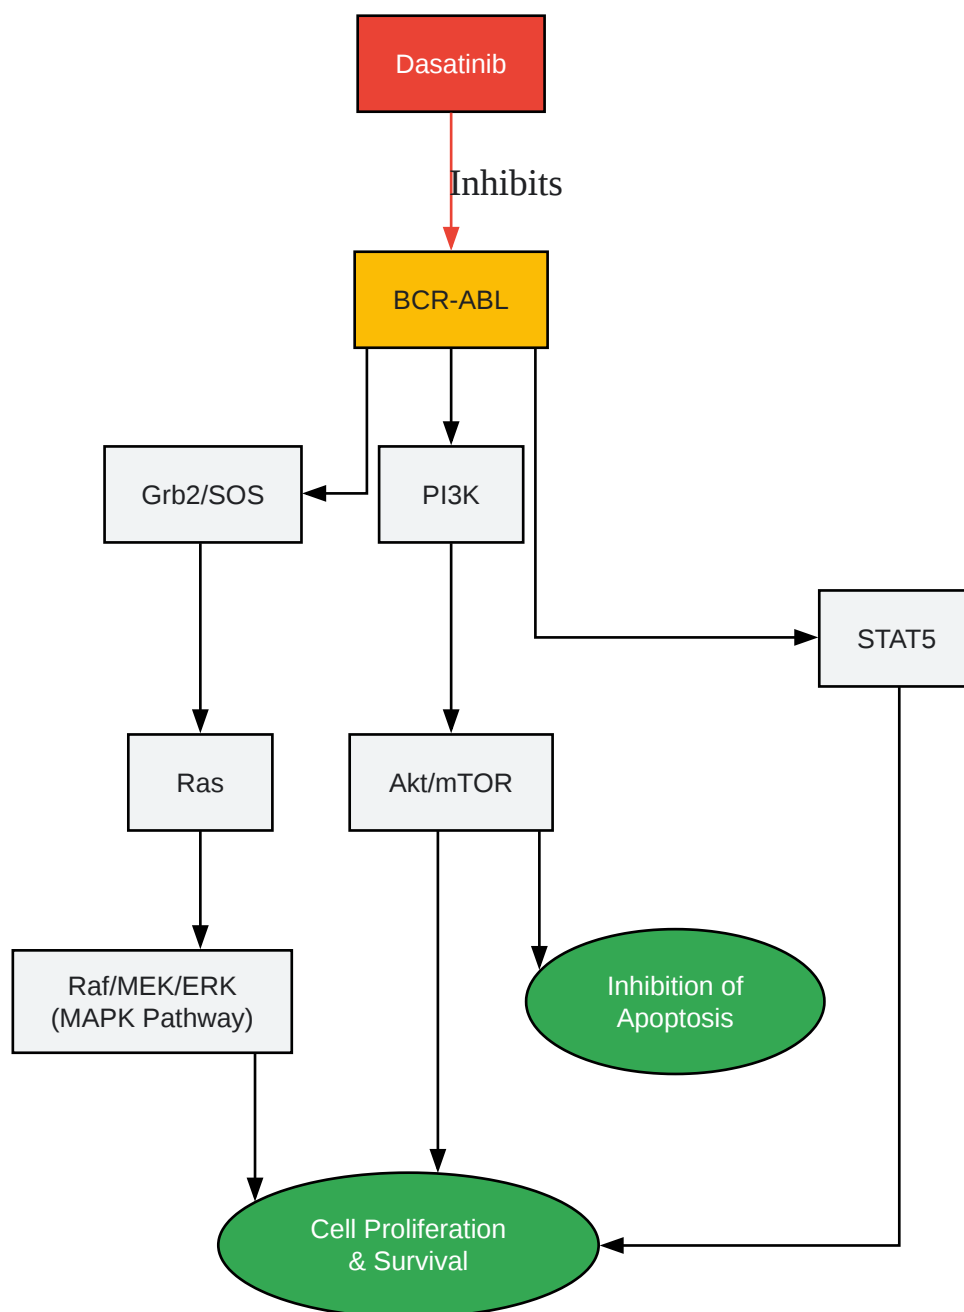 Dasatinib
Inhibits
BCR-ABL
Grb2/SOS
PI3K
STAT5
Ras
Akt/mTOR
Raf/MEK/ERK
(MAPK Pathway)
Inhibition of
Apoptosis
Cell Proliferation
& Survival